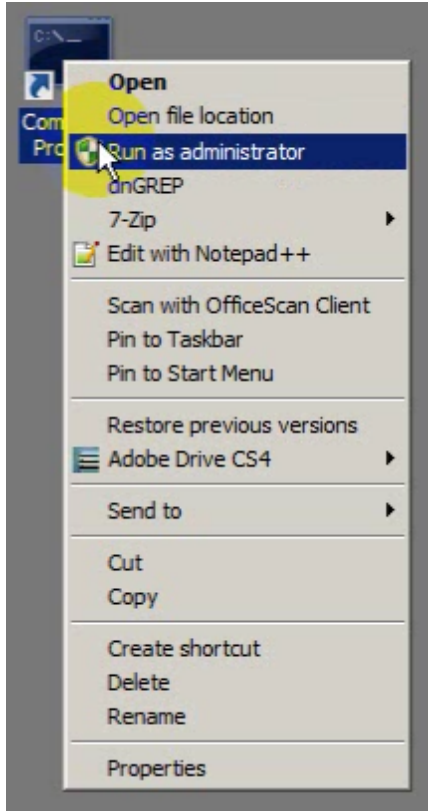 C:\_
Com
Pro
Open
Open file location
Run as administrator
dnGREP
7-Zip
Edit with Notepad++
Scan with OfficeScan Client
Pin to Taskbar
Pin to Start Menu
Restore previous versions
Adobe Drive CS4
Send to
Cut
Copy
Create shortcut
Delete
Rename
Properties